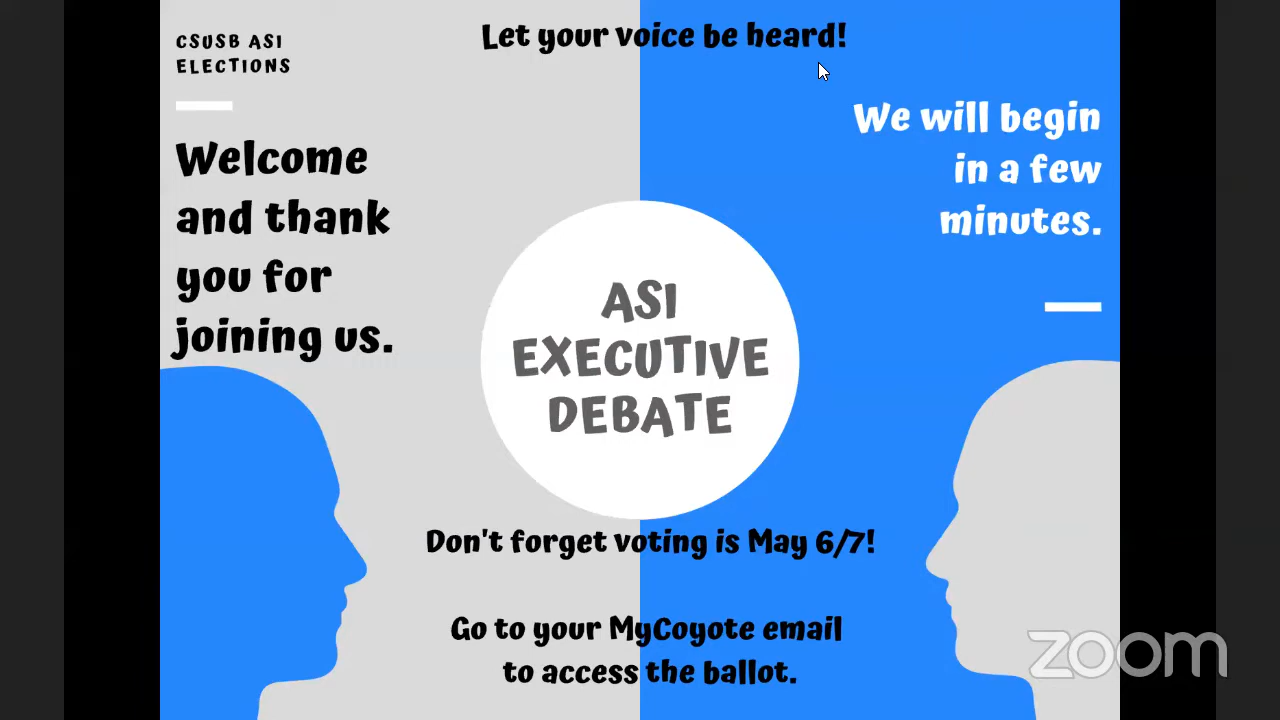 CSUSB ASI
ELECTIONS
Let your voice be heard!
Welcome
and thank
you for
joining us.
We will begin
in a few
minutes.
ASI
EXECUTIVE
DEBATE
Don't forget voting is May 6/7!
Go to your MyCoyote email
to access the ballot.
zoom